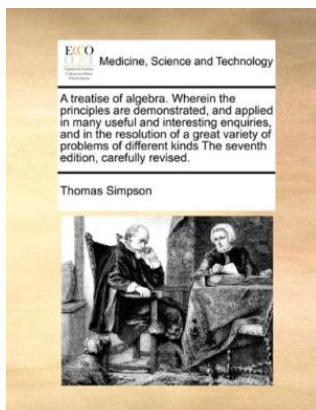 ECCO
Medicine, Science and Technology
A treatise of algebra. Wherein the
principles are demonstrated, and applied
in many useful and interesting enquiries,
and in the resolution of a great variety of
problems of different kinds The seventh
edition, carefully revised.
Thomas Simpson